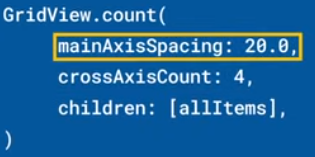 GridView.count(
mainAxisSpacing: 20.0,
crossAxisCount: 4,
children: [allItems],
)